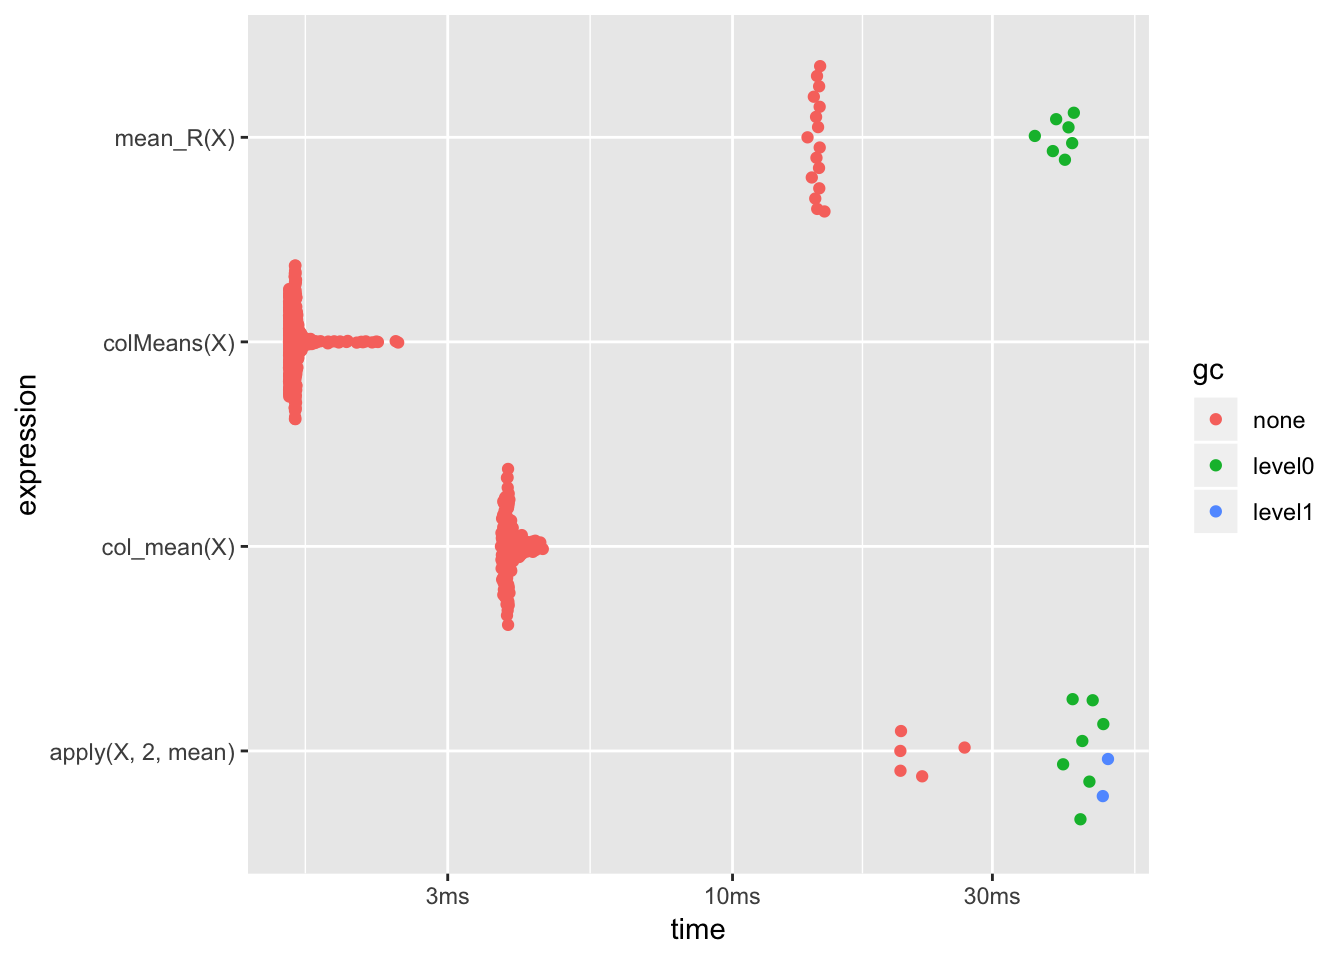 expression
mean_R(X)
colMeans(X)
col_mean(X)
apply(X, 2, mean)
3ms
10ms
30ms
time
gc
none
level0
level1